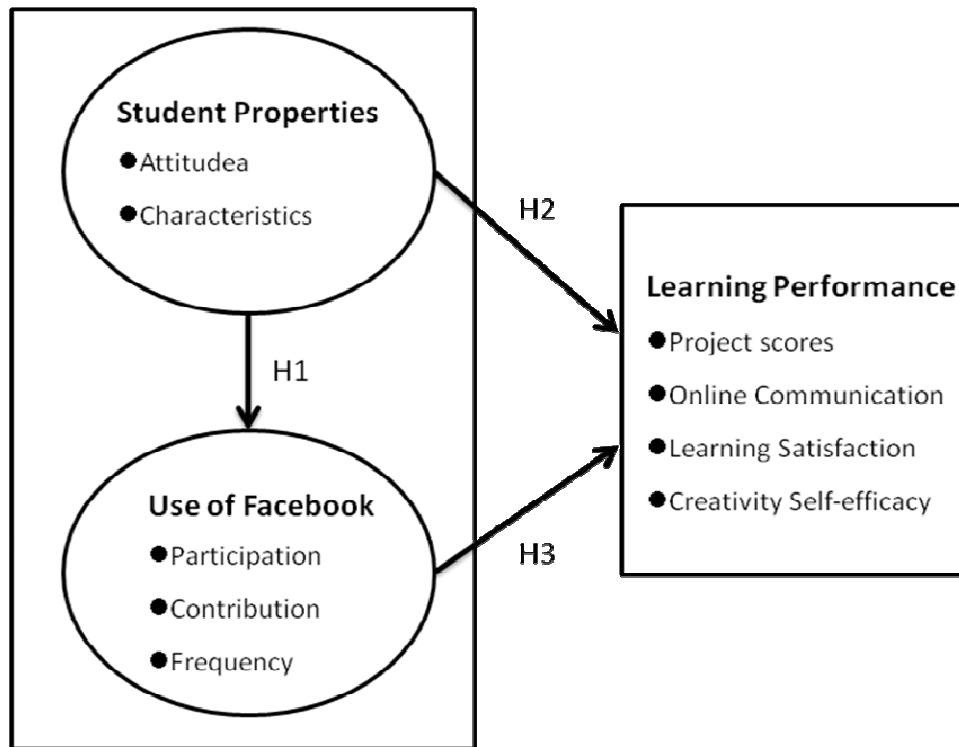 Student Properties
●Attitudea
●Characteristics
H2
H1
Learning Performance
●Project scores
●Online Communication
●Learning Satisfaction
●Creativity Self-efficacy
Use of Facebook
●Participation
●Contribution
●Frequency
H3